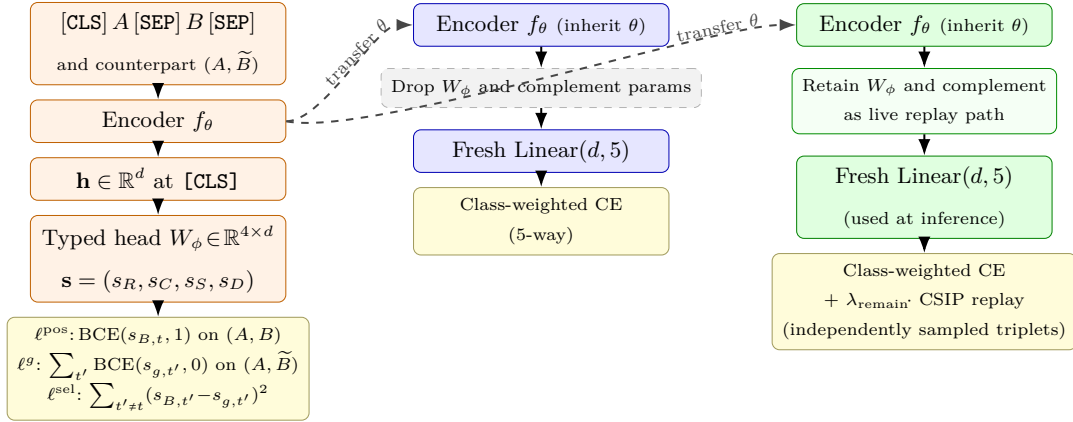 [CLS] A [SEP] B [SEP]
and counterpart (A, B̃)
Encoder f_θ
h ∈ ℝ^d at [CLS]
Typed head W_ϕ ∈ ℝ^{4×d}
s = (s_R, s_C, s_S, s_D)
ℓ^pos: BCE(s_{B,t}, 1) on (A, B)
ℓ^g: ∑_{t′} BCE(s_{g,t′}, 0) on (A, B̃)
ℓ^sel: ∑_{t′≠t} (s_{B,t′} − s_{g,t′})²
transfer θ
transfer θ
Encoder f_θ (inherit θ)
Drop W_ϕ and complement params
Fresh Linear(d, 5)
Class-weighted CE
(5-way)
Encoder f_θ (inherit θ)
Retain W_ϕ and complement
as live replay path
Fresh Linear(d, 5)
(used at inference)
Class-weighted CE
+ λ_remain · CSIP replay
(independently sampled triplets)